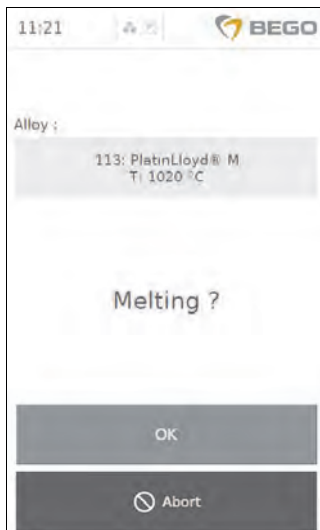 11:21
BEGO
Alloy :
113: PlatinLloyd® M
T: 1020 °C
Melting ?
OK
Abort